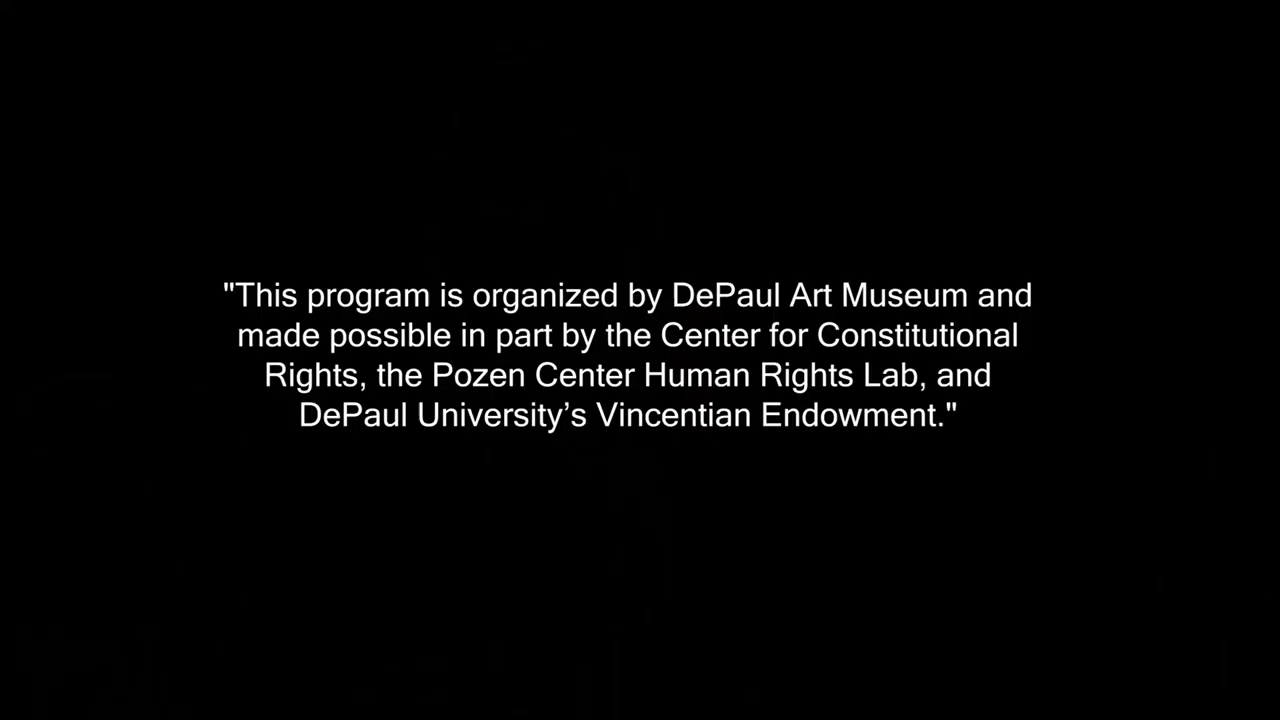 "This program is organized by DePaul Art Museum and
made possible in part by the Center for Constitutional
Rights, the Pozen Center Human Rights Lab, and
DePaul University’s Vincentian Endowment."